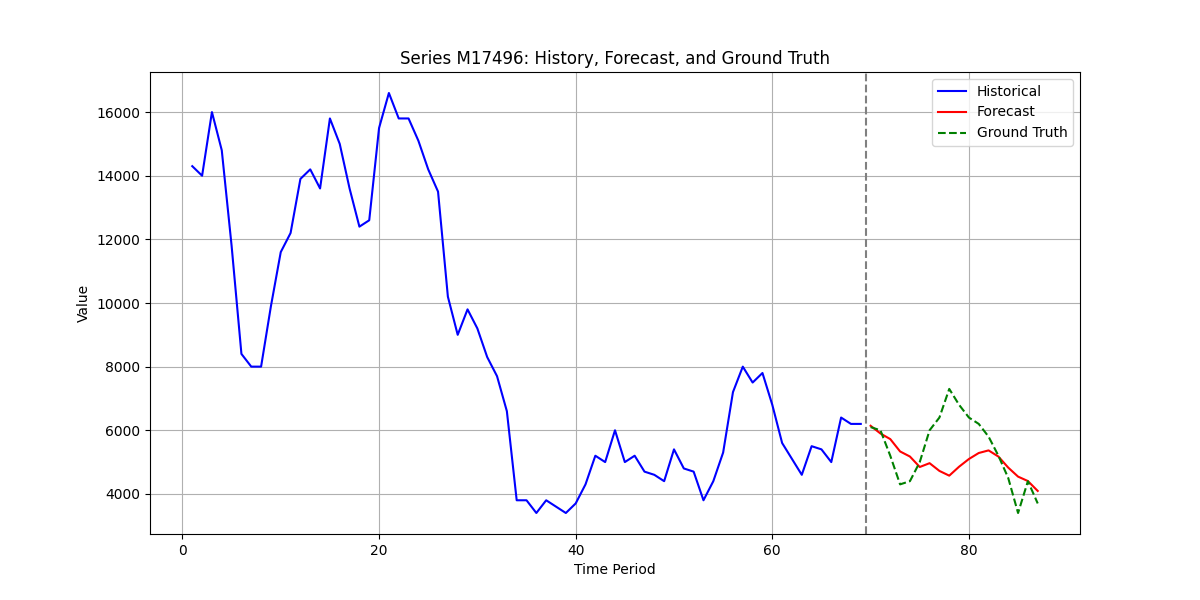 Series M17496: History, Forecast, and Ground Truth
Historical
Forecast
Ground Truth
16000
14000
12000
10000
8000
6000
4000
Value
0
20
40
60
80
Time Period